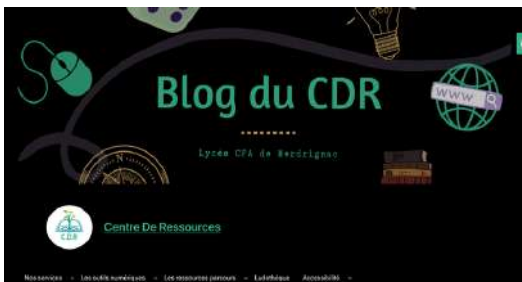 Blog du CDR
WWW
Lycée CFA de Merdrignac
C.D.R
Centre De Ressources
Nos services Les outils numériques Les ressources parcours Ludothèque Accessibilité